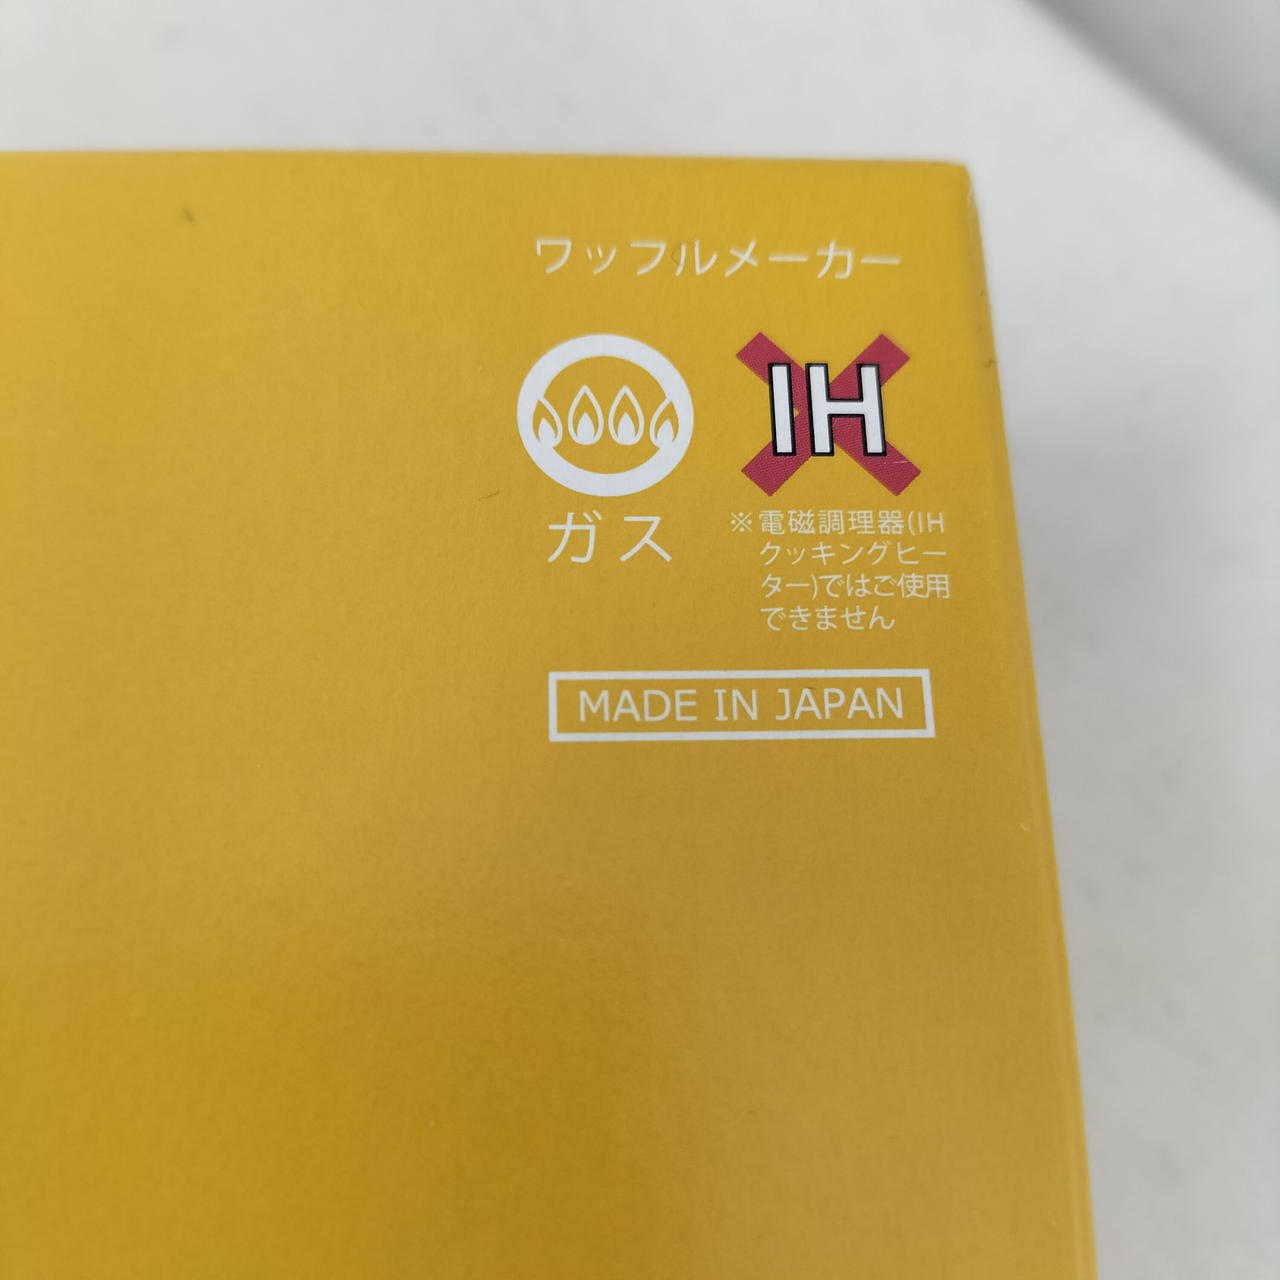 ワッフルメーカー
IH
ガス
※電磁調理器(IH
クッキングヒー
ター)ではご使用
できません
MADE IN JAPAN